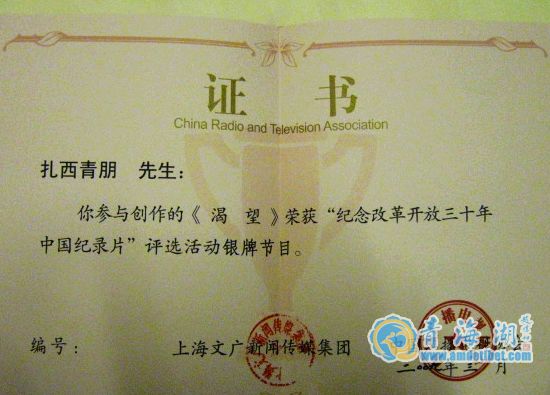 证 书
China Radio and Television Association
扎西青朋 先生：
你参与创作的《 渴 望 》荣获“纪念改革开放三十年
中国纪录片”评选活动银牌节目。
编号： 上海文广新闻传媒集团
青海湖
www.amdotibet.cn